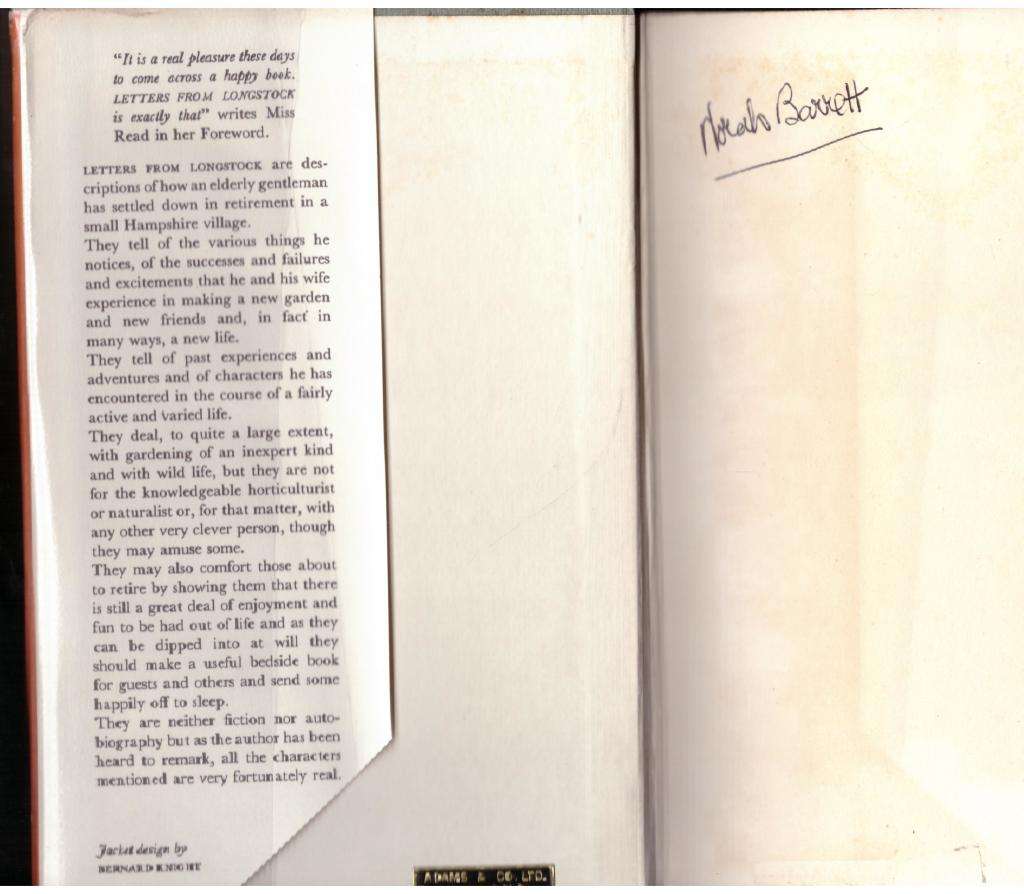 "It is a real pleasure these days
to come across a happy book.
LETTERS FROM LONGSTOCK
is exactly that" writes Miss
Read in her Foreword.
LETTERS FROM LONGSTOCK are des-
criptions of how an elderly gentleman
has settled down in retirement in a
small Hampshire village.
They tell of the various things he
notices, of the successes and failures
and excitements that he and his wife
experience in making a new garden
and new friends and, in fact in
many ways, a new life.
They tell of past experiences and
adventures and of characters he has
encountered in the course of a fairly
active and varied life.
They deal, to quite a large extent,
with gardening of an inexpert kind
and with wild life, but they are not
for the knowledgeable horticulturist
or naturalist or, for that matter, with
any other very clever person, though
they may amuse some.
They may also comfort those about
to retire by showing them that there
is still a great deal of enjoyment and
fun to be had out of life and as they
can be dipped into at will they
should make a useful bedside book
for guests and others and send some
happily off to sleep.
They are neither fiction nor auto-
biography but as the author has been
heard to remark, all the characters
mentioned are very fortunately real.
Jacket design by
BERNARD KNIGHT
ADAMS & CO. LTD.
Norah Barrett